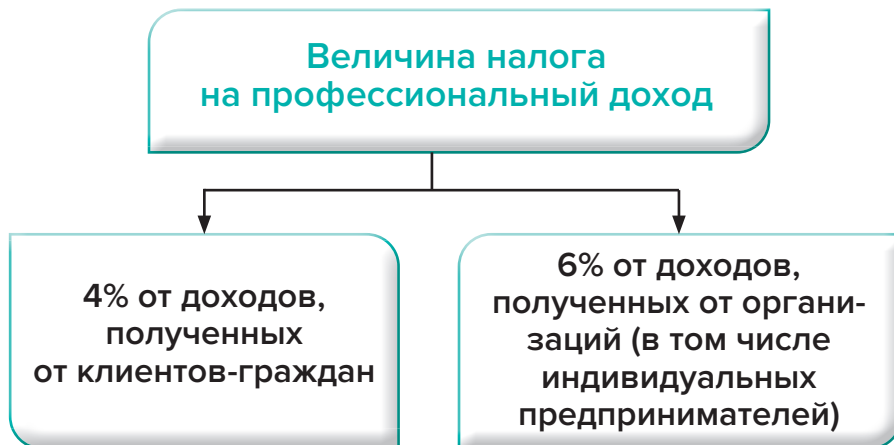 Величина налога
на профессиональный доход
4% от доходов,
полученных
от клиентов-граждан
6% от доходов,
полученных от органи-
заций (в том числе
индивидуальных
предпринимателей)